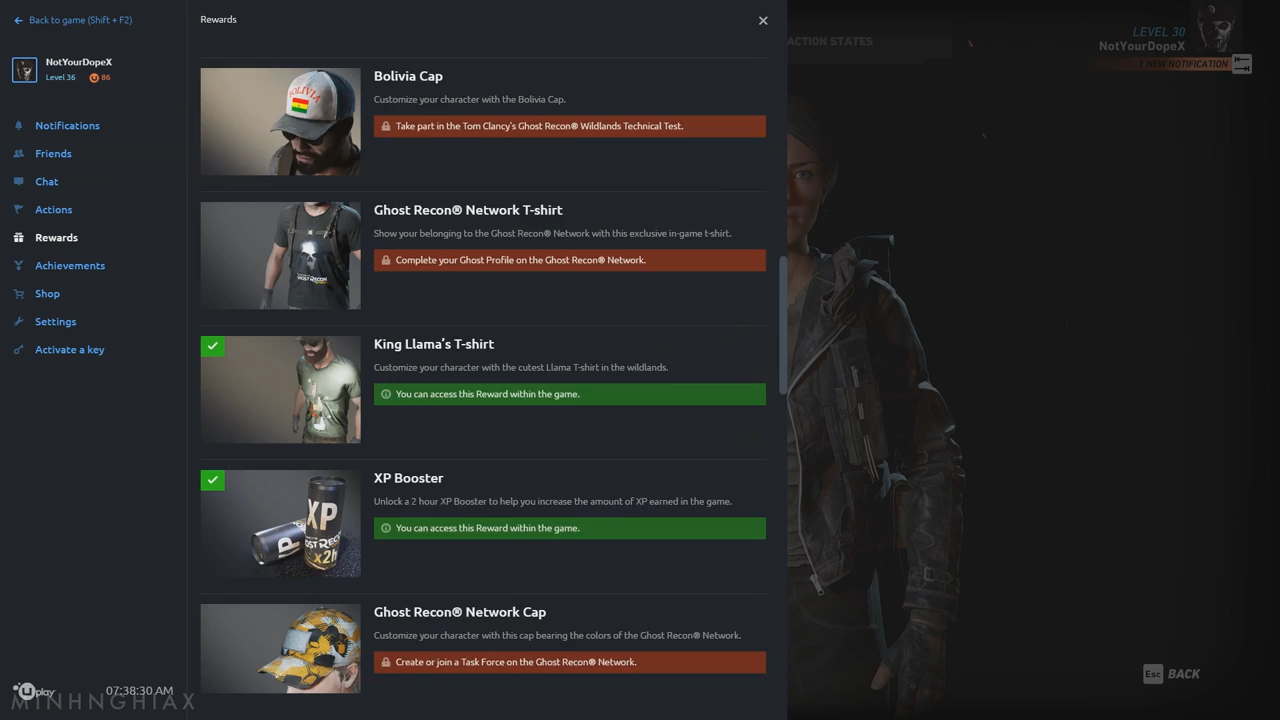 Back to game (Shift + F2)
NotYourDopeX
Level 36
86
Notifications
Friends
Chat
Actions
Rewards
Achievements
Shop
Settings
Activate a key
uplay
07:38:30 AM
MINHNGHIAX
Rewards
BOLIVIA
Bolivia Cap
Customize your character with the Bolivia Cap.
Take part in the Tom Clancy's Ghost Recon® Wildlands Technical Test.
GHOST RECON
Ghost Recon® Network T-shirt
Show your belonging to the Ghost Recon® Network with this exclusive in-game t-shirt.
Complete your Ghost Profile on the Ghost Recon® Network.
King Llama's T-shirt
Customize your character with the cutest Llama T-shirt in the wildlands.
You can access this Reward within the game.
XP
x2h
XP Booster
Unlock a 2 hour XP Booster to help you increase the amount of XP earned in the game.
You can access this Reward within the game.
Ghost Recon® Network Cap
Customize your character with this cap bearing the colors of the Ghost Recon® Network.
Create or join a Task Force on the Ghost Recon® Network.
ACTION STATES
LEVEL 30
NotYourDopeX
1 NEW NOTIFICATION
Esc BACK